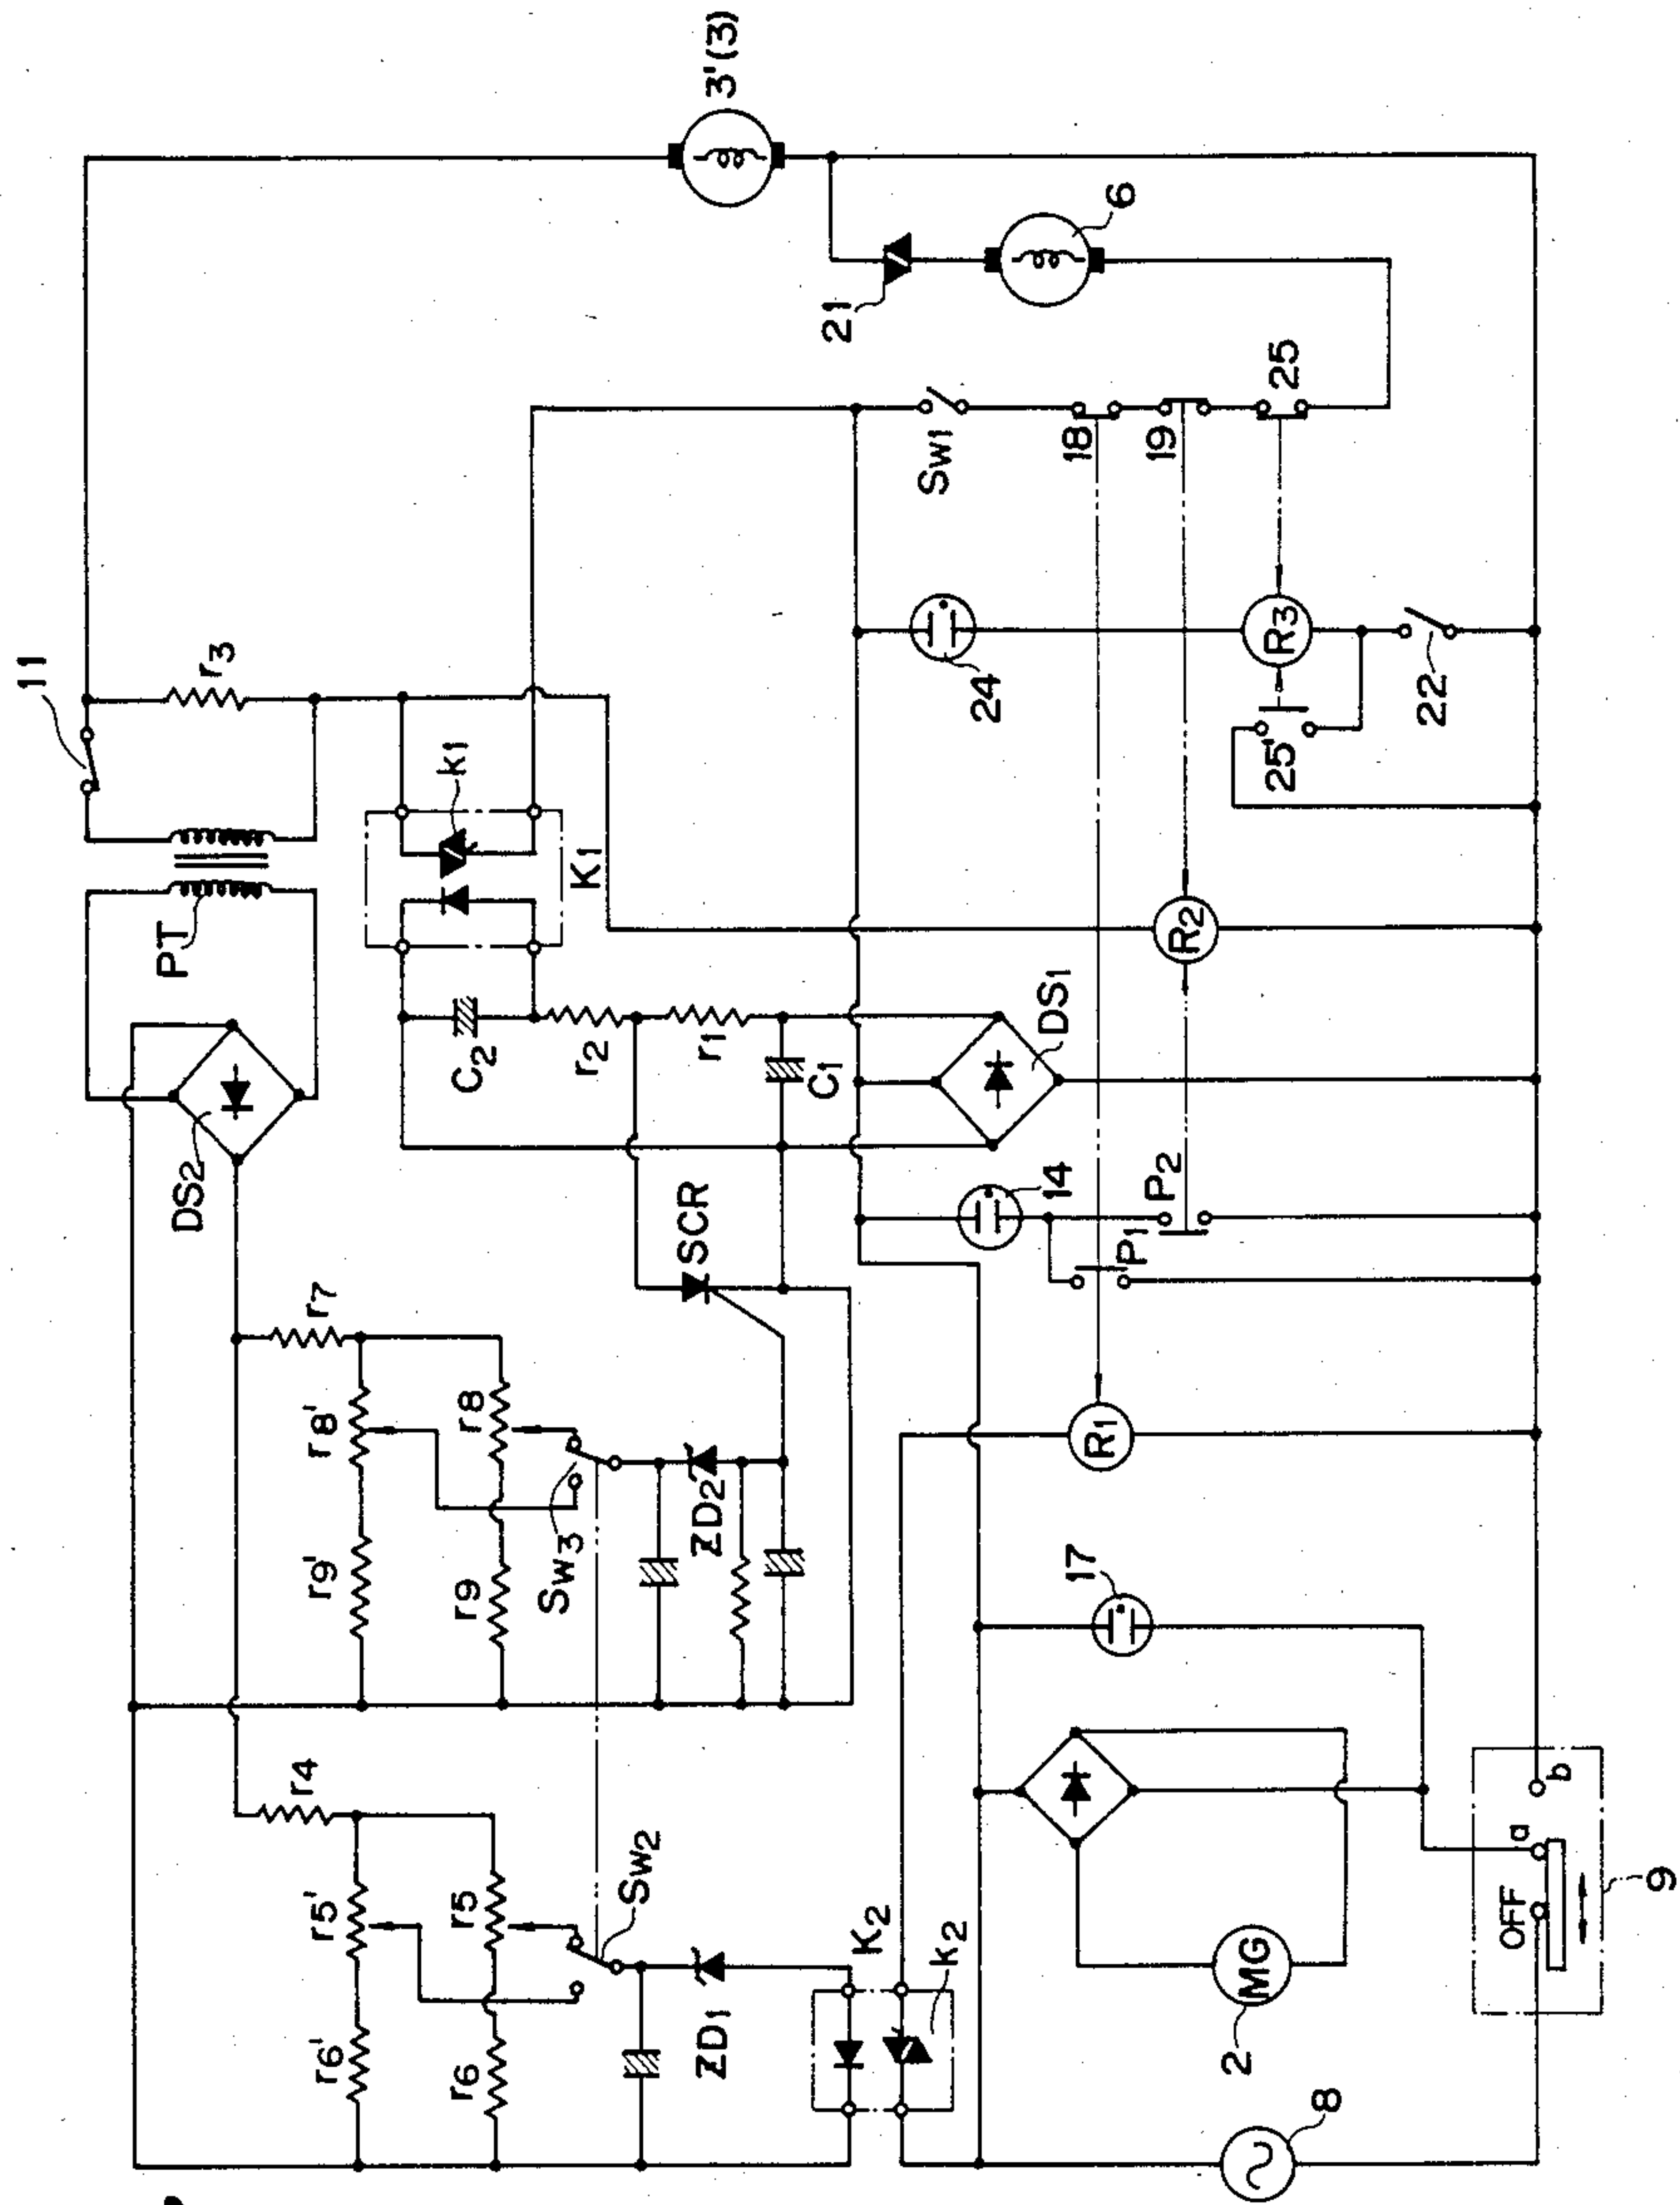 11
r3
3'(3)
PT
k1
K1
DS2
C2
r2
r1
C1
DS1
21
6
Sw1
18
19
25
24
R3
25'
22
R2
14
P2
P1
SCR
r7
r8'
r8
r9'
r9
Sw3
ZD2
R1
17
r4
r5'
r5
r6'
r6
Sw2
ZD1
K2
k2
MG
2
8
OFF
a
b
9